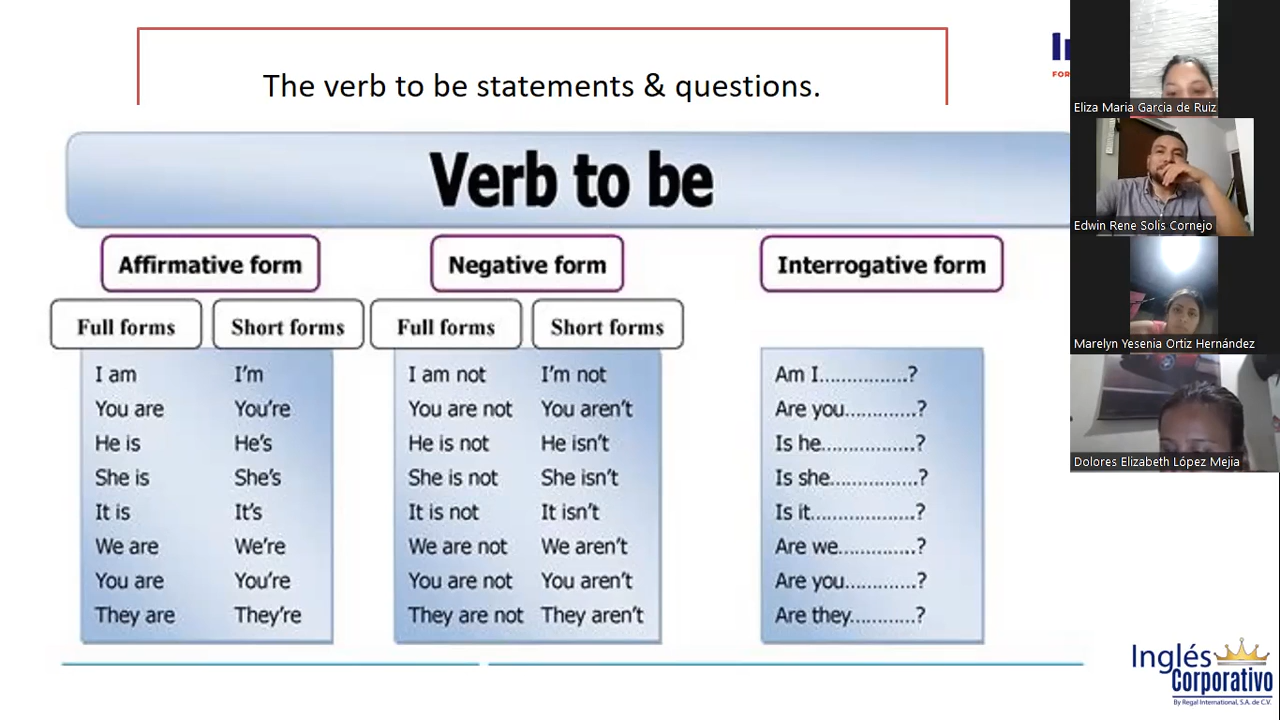 The verb to be statements & questions.
Verb to be
Affirmative form
Negative form
Interrogative form
Full forms
Short forms
Full forms
Short forms
I am I'm I am not I'm not Am I...............?
You are You're You are not You aren't Are you............?
He is He's He is not He isn't Is he................?
She is She's She is not She isn't Is she...............?
It is It's It is not It isn't Is it..................?
We are We're We are not We aren't Are we.............?
You are You're You are not You aren't Are you............?
They are They're They are not They aren't Are they...........?
Eliza Maria Garcia de Ruiz
Edwin Rene Solis Cornejo
Marelyn Yesenia Ortiz Hernández
Dolores Elizabeth López Mejia
FOR
Inglés
Corporativo
By Regal International, S.A. de C.V.